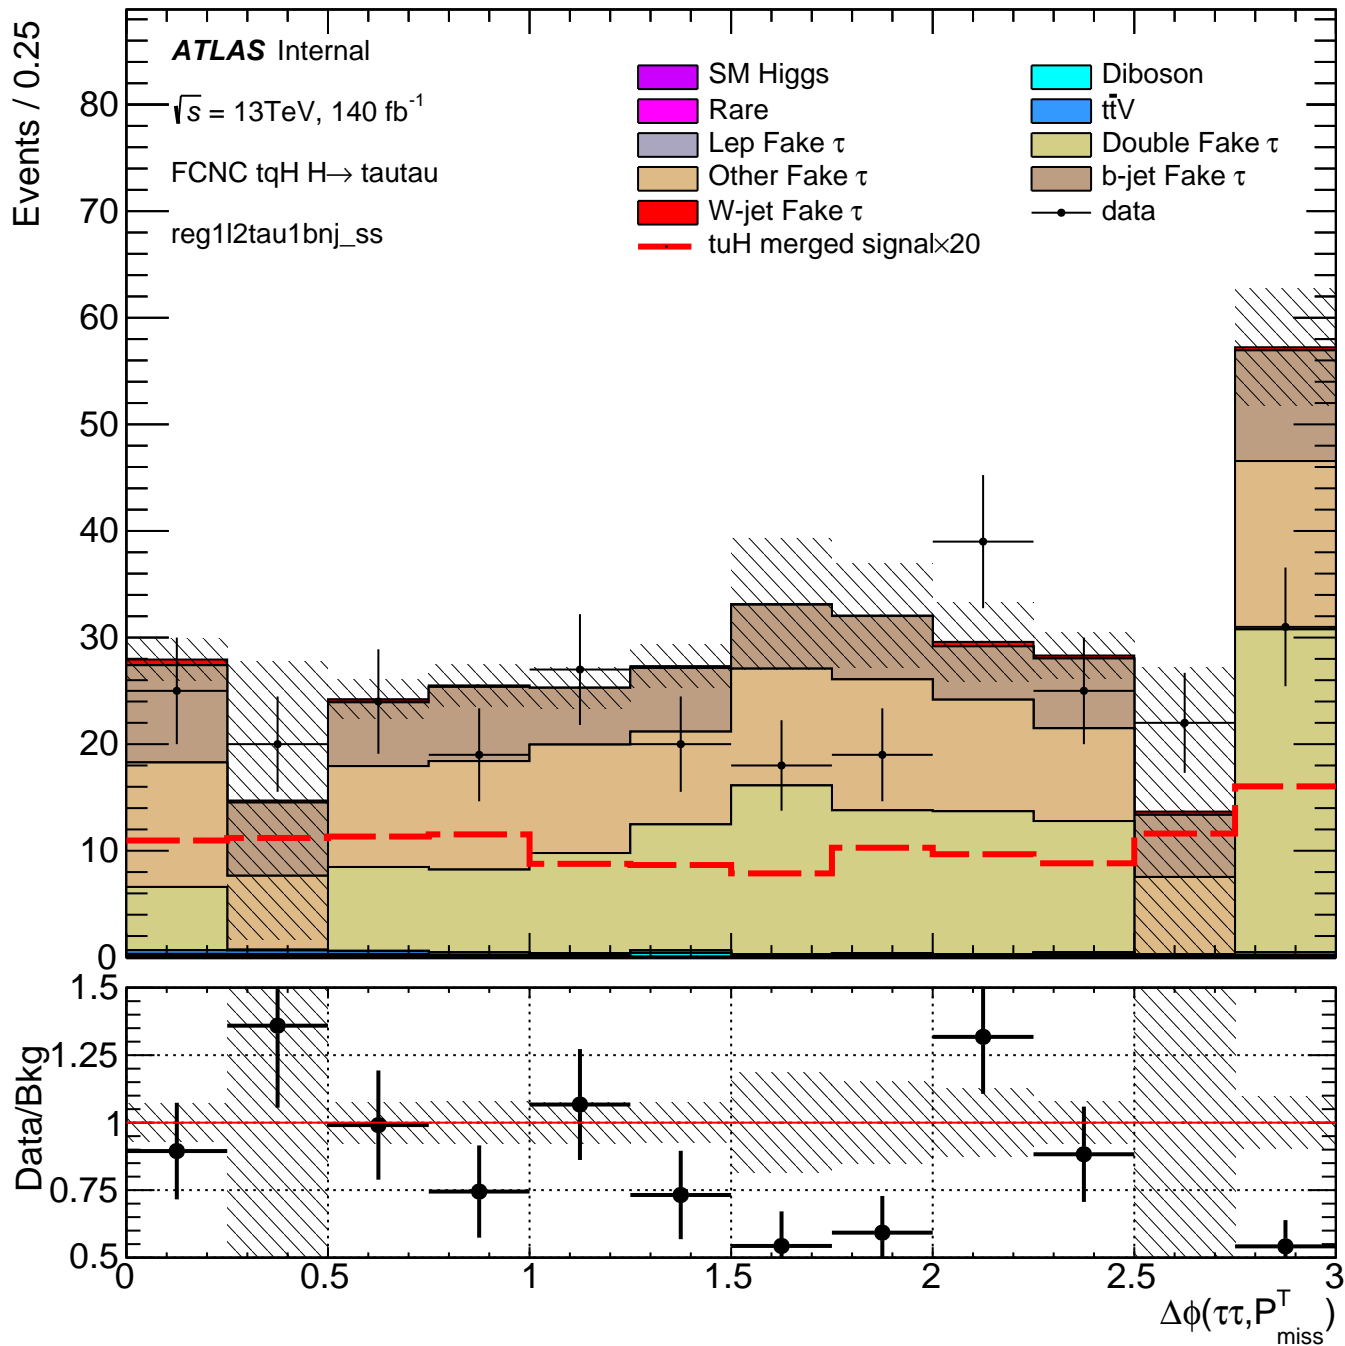 Events / 0.25
ATLAS Internal
√s = 13TeV, 140 fb⁻¹
FCNC tqH H→ tautau
reg1l2tau1bnj_ss
SM Higgs
Rare
Lep Fake τ
Other Fake τ
W-jet Fake τ
tuH merged signal×20
Diboson
tt̄V
Double Fake τ
b-jet Fake τ
data
80
70
60
50
40
30
20
10
0
Data/Bkg
1.5
1.25
1
0.75
0.5
0 0.5 1 1.5 2 2.5 3
Δϕ(ττ,P^T_miss)